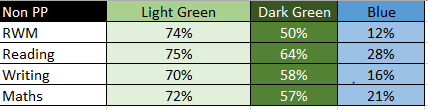 Non PP Light Green Dark Green Blue
RWM 74% 50% 12%
Reading 75% 64% 28%
Writing 70% 58% 16%
Maths 72% 57% 21%